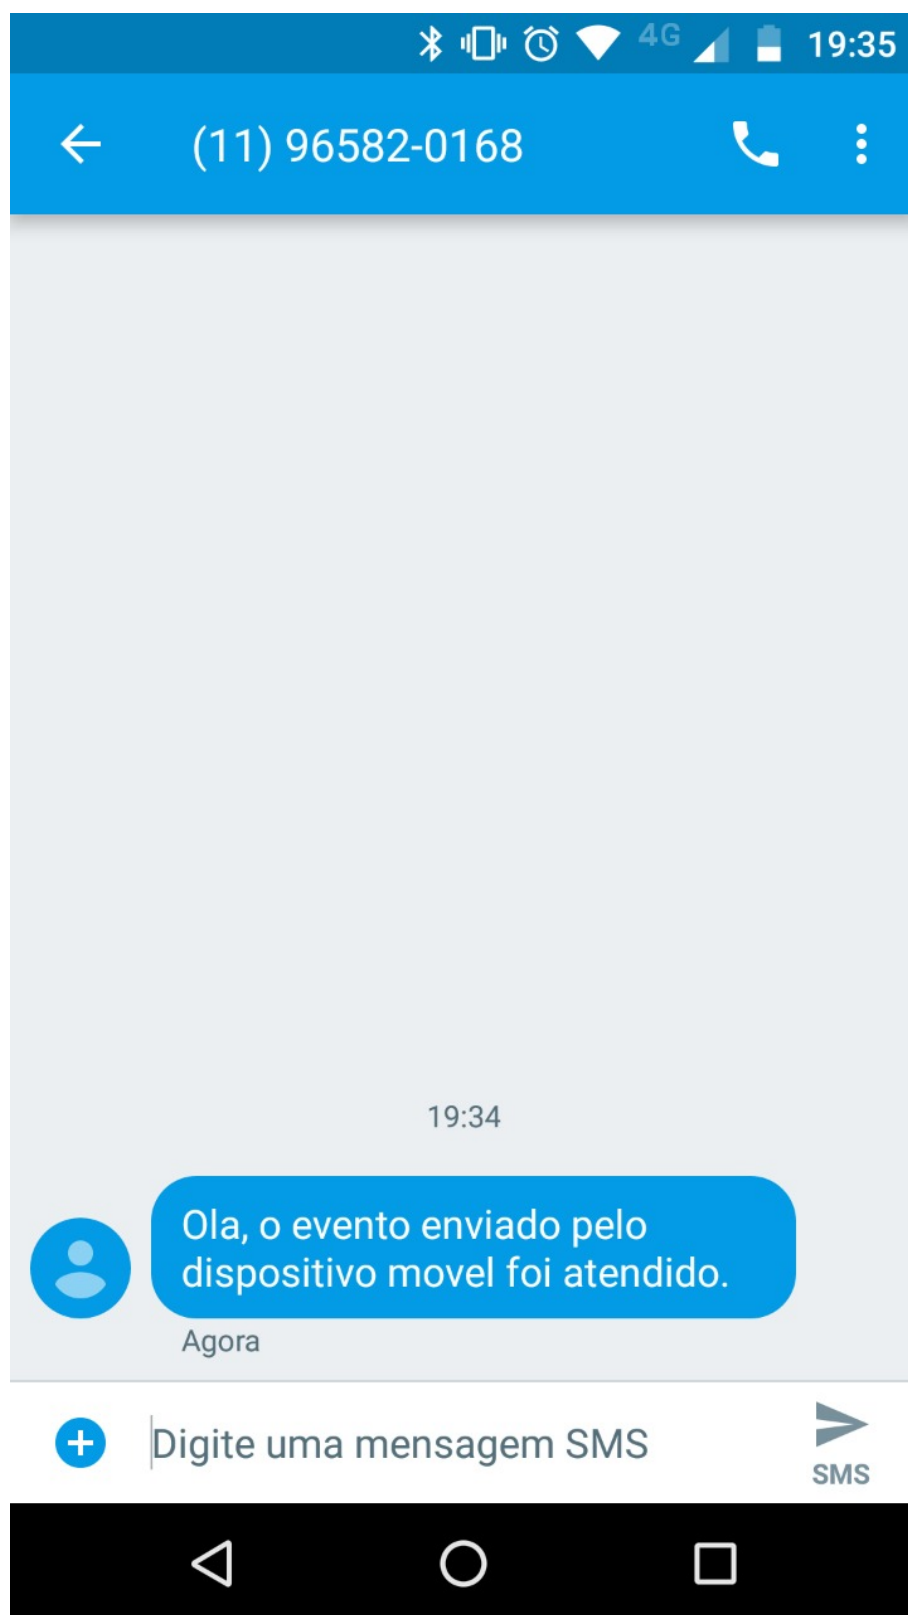 4G 19:35
(11) 96582-0168
19:34
Ola, o evento enviado pelo
dispositivo movel foi atendido.
Agora
Digite uma mensagem SMS
SMS